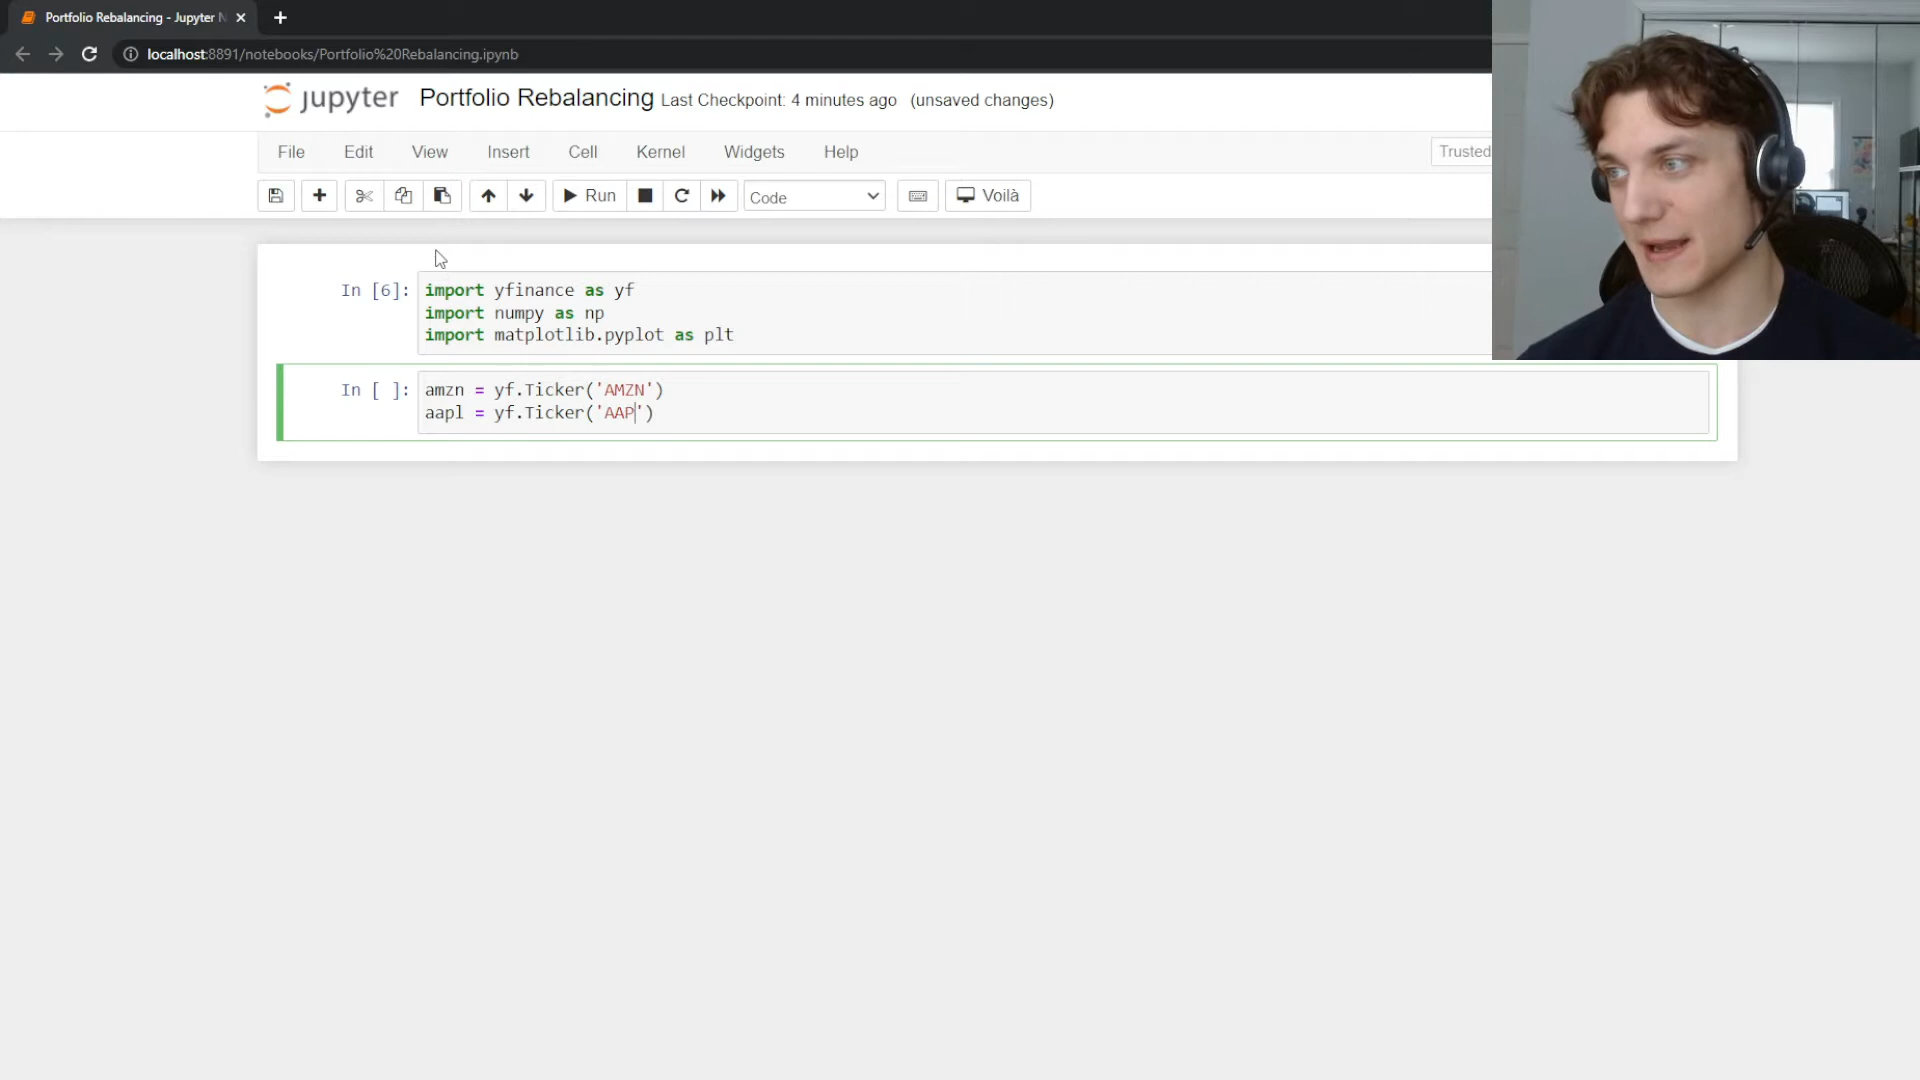 Portfolio Rebalancing - Jupyter N
localhost:8891/notebooks/Portfolio%20Rebalancing.ipynb
jupyter Portfolio Rebalancing Last Checkpoint: 4 minutes ago (unsaved changes)
File Edit View Insert Cell Kernel Widgets Help Trusted
Run Code Voilà
In [6]: import yfinance as yf
import numpy as np
import matplotlib.pyplot as plt
In [ ]: amzn = yf.Ticker('AMZN')
aapl = yf.Ticker('AAP')